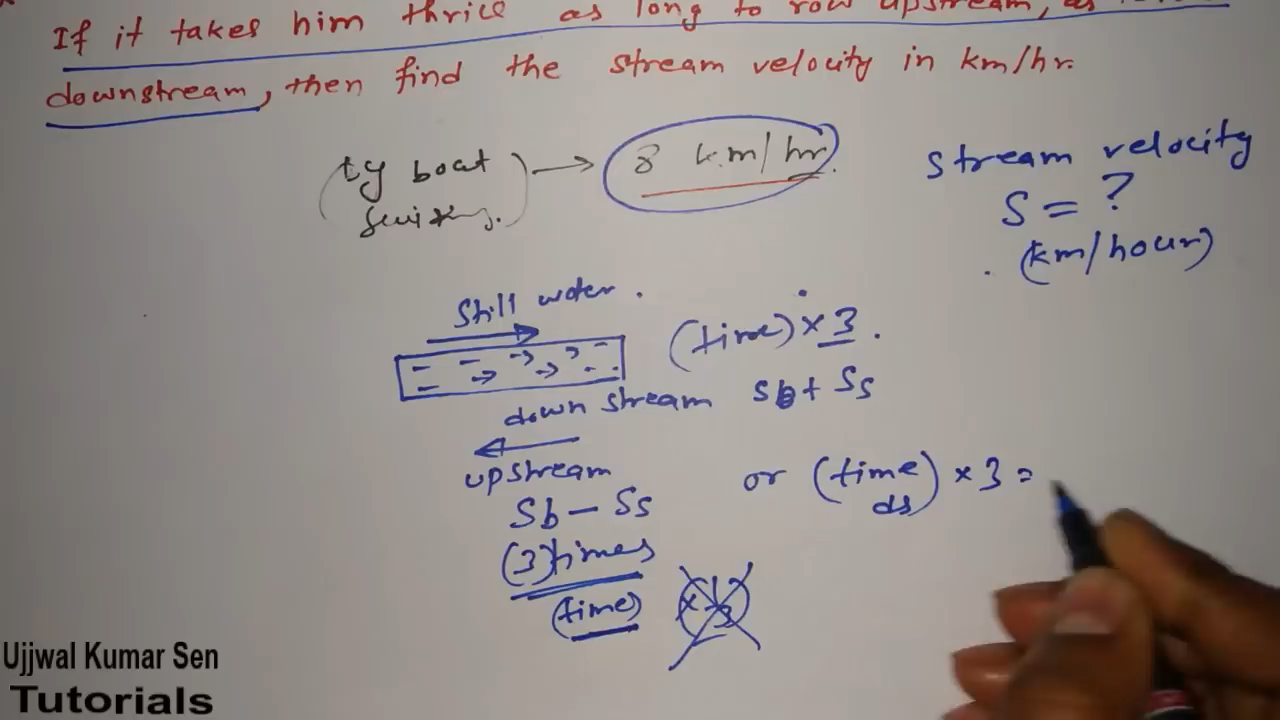 If it takes him thrice as long to row upstream, as
downstream, then find the stream velocity in km/hr.
boat → 8 km/hr.
stream velocity
S = ?
(km/hour)
Still water.
(time) × 3.
down stream Sb + Ss
upstream
Sb – Ss
or (time) × 3 =
ds
(3)times
(time)
Ujjwal Kumar Sen
Tutorials